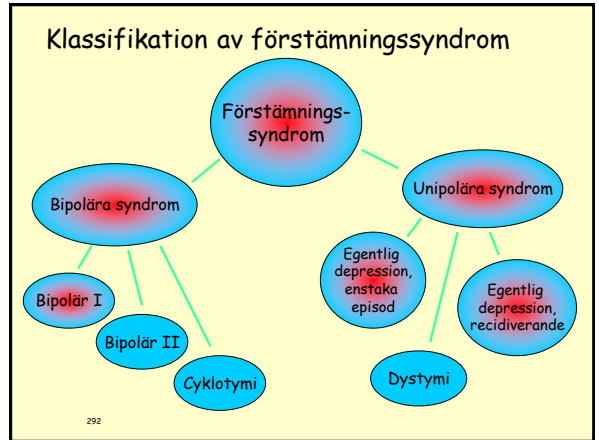 Klassifikation av förstämningssyndrom
Förstämnings-
syndrom
Bipolära syndrom
Unipolära syndrom
Bipolär I
Bipolär II
Cyklotymi
Egentlig
depression,
enstaka
episod
Dystymi
Egentlig
depression,
recidiverande
292